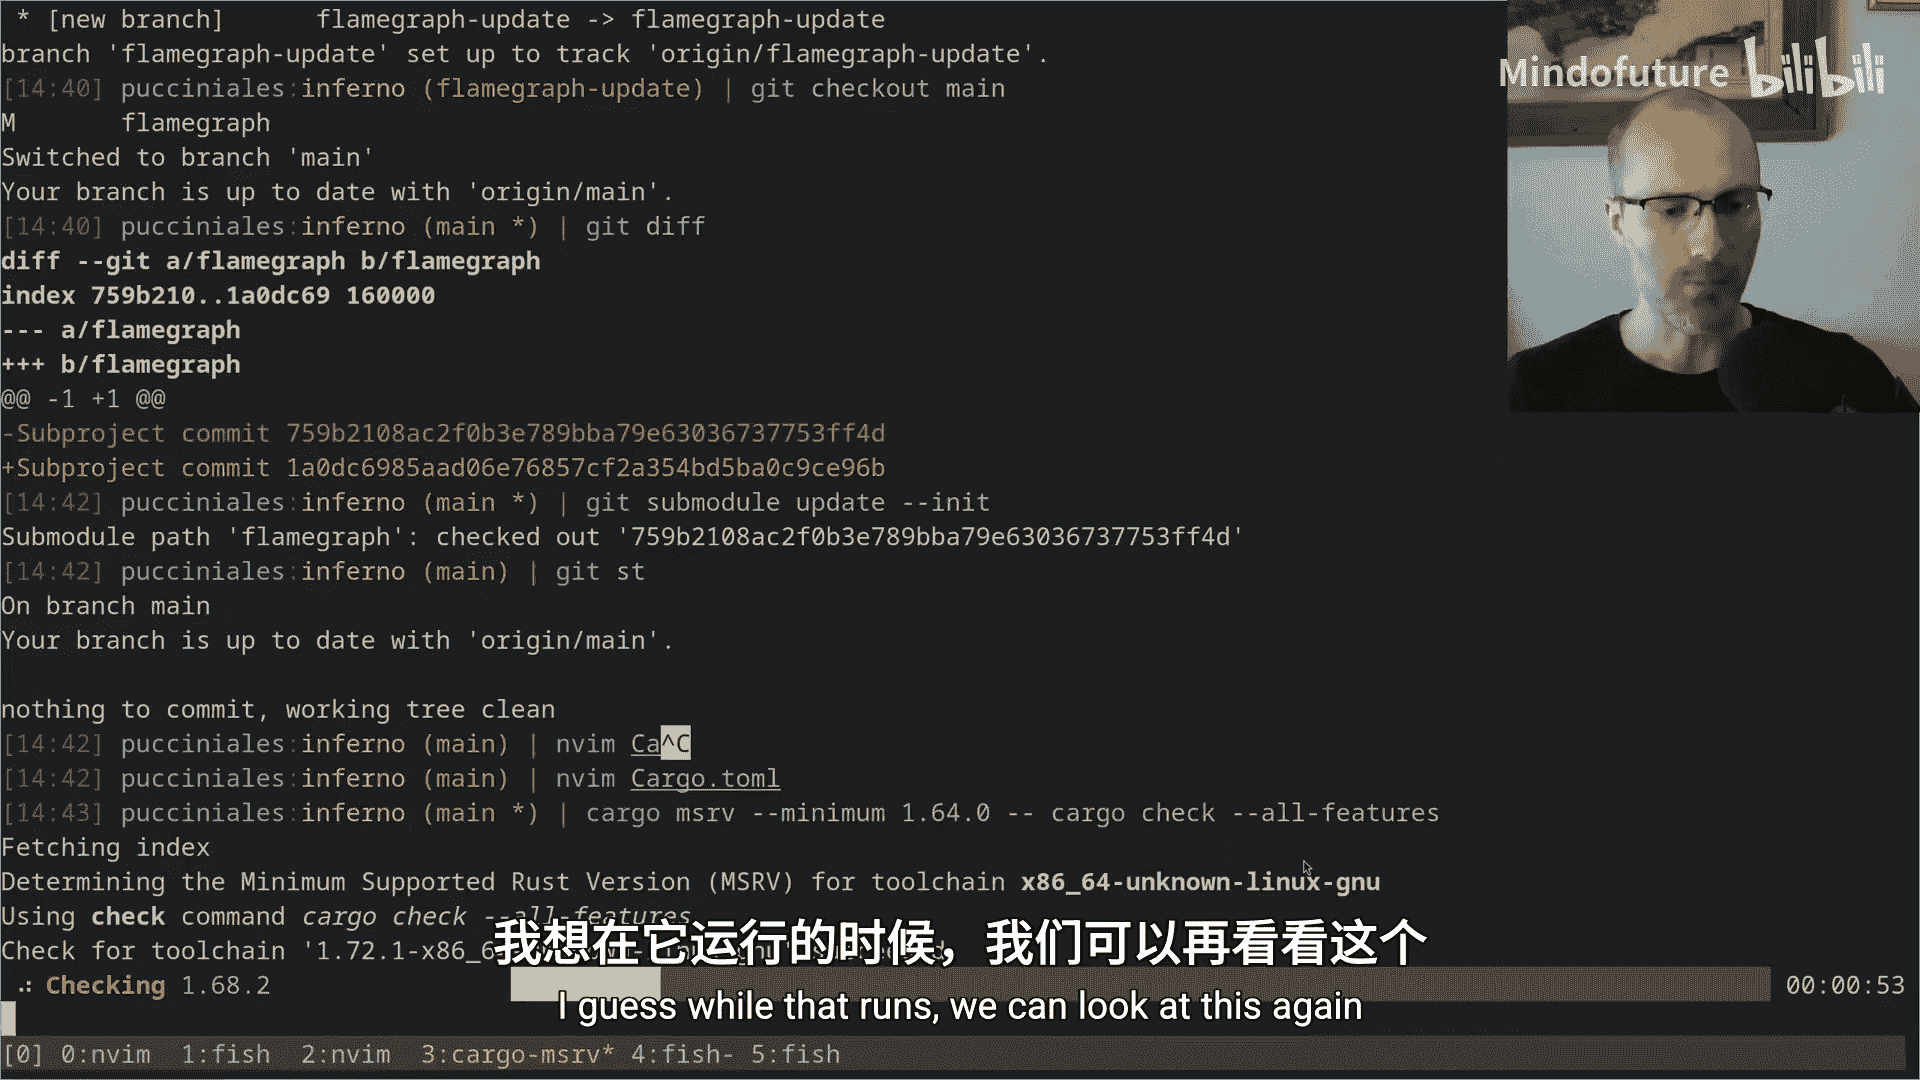 * [new branch]      flamegraph-update -> flamegraph-update
branch 'flamegraph-update' set up to track 'origin/flamegraph-update'.
[14:40] pucciniales:inferno (flamegraph-update) | git checkout main
M       flamegraph
Switched to branch 'main'
Your branch is up to date with 'origin/main'.
[14:40] pucciniales:inferno (main *) | git diff
diff --git a/flamegraph b/flamegraph
index 759b210..1a0dc69 160000
--- a/flamegraph
+++ b/flamegraph
@@ -1 +1 @@
-Subproject commit 759b2108ac2f0b3e789bba79e63036737753ff4d
+Subproject commit 1a0dc6985aad06e76857cf2a354bd5ba0c9ce96b
[14:42] pucciniales:inferno (main *) | git submodule update --init
Submodule path 'flamegraph': checked out '759b2108ac2f0b3e789bba79e63036737753ff4d'
[14:42] pucciniales:inferno (main) | git st
On branch main
Your branch is up to date with 'origin/main'.
nothing to commit, working tree clean
[14:42] pucciniales:inferno (main) | nvim Ca^C
[14:42] pucciniales:inferno (main) | nvim Cargo.toml
[14:43] pucciniales:inferno (main *) | cargo msrv --minimum 1.64.0 -- cargo check --all-features
Fetching index
Determining the Minimum Supported Rust Version (MSRV) for toolchain x86_64-unknown-linux-gnu
Using check command cargo check --all-features
Check for toolchain '1.72.1-x86_6
Checking 1.68.2 00:00:53
[0] 0:nvim  1:fish  2:nvim  3:cargo-msrv* 4:fish- 5:fish
Mindofuture bilibili
我想在它运行的时候，我们可以再看看这个
I guess while that runs, we can look at this again